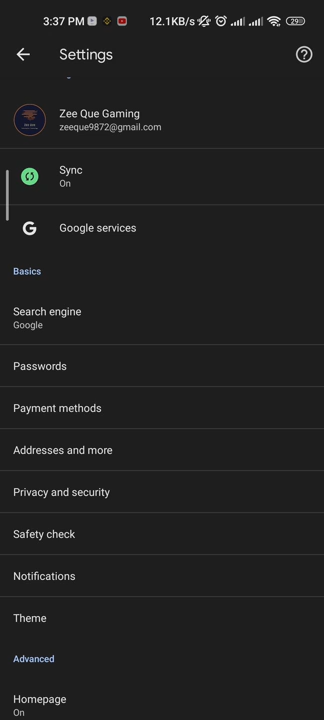 3:37 PM 12.1KB/s 29
Settings
Zee Que Gaming
zeeque9872@gmail.com
Sync
On
Google services
Basics
Search engine
Google
Passwords
Payment methods
Addresses and more
Privacy and security
Safety check
Notifications
Theme
Advanced
Homepage
On